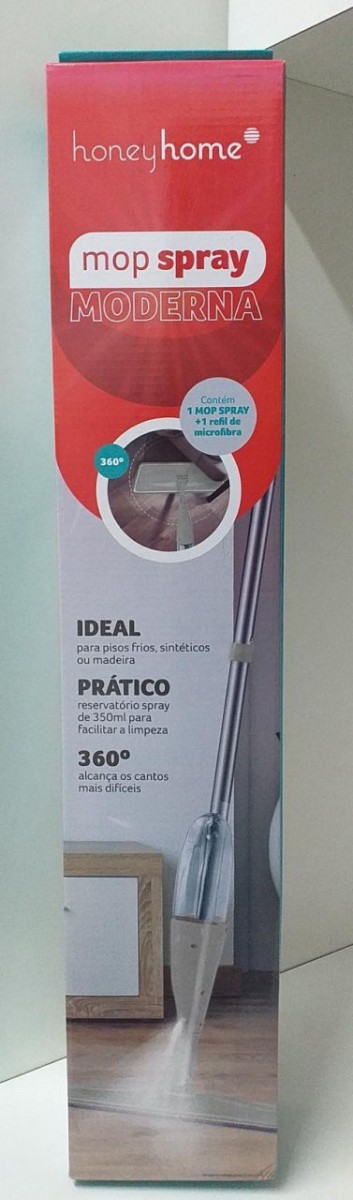 honeyhome
mop spray
MODERNA
Contém
1 MOP SPRAY
+1 refil de
microfibra
360º
IDEAL
para pisos frios, sintéticos
ou madeira
PRÁTICO
reservatório spray
de 350ml para
facilitar a limpeza
360º
alcança os cantos
mais difíceis